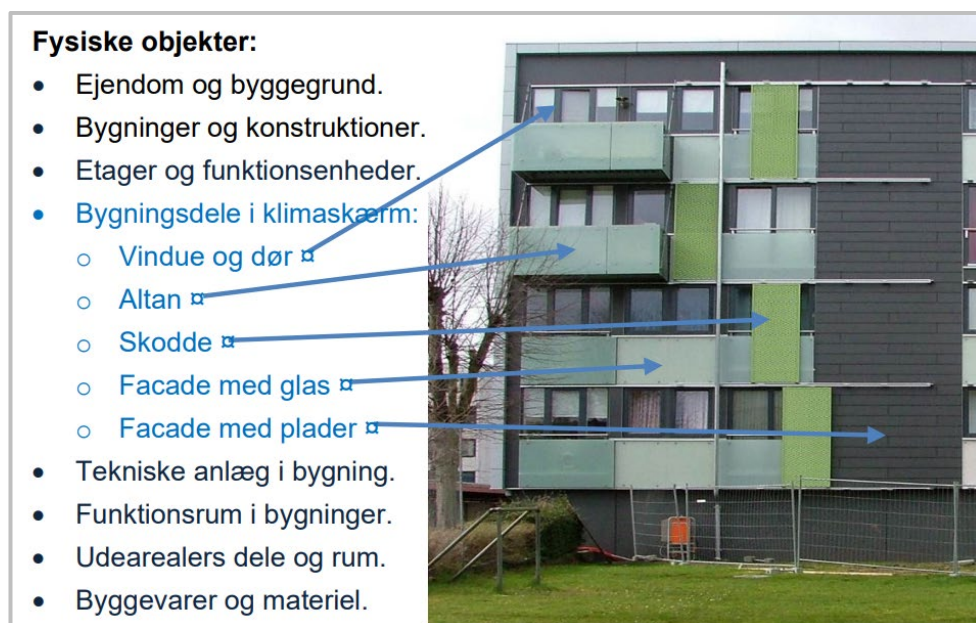 Fysiske objekter:
• Ejendom og byggegrund.
• Bygninger og konstruktioner.
• Etager og funktionsenheder.
• Bygningsdele i klimaskærm:
o Vindue og dør ¤
o Altan ¤
o Skodde ¤
o Facade med glas ¤
o Facade med plader ¤
• Tekniske anlæg i bygning.
• Funktionsrum i bygninger.
• Udearealers dele og rum.
• Byggevarer og materiel.